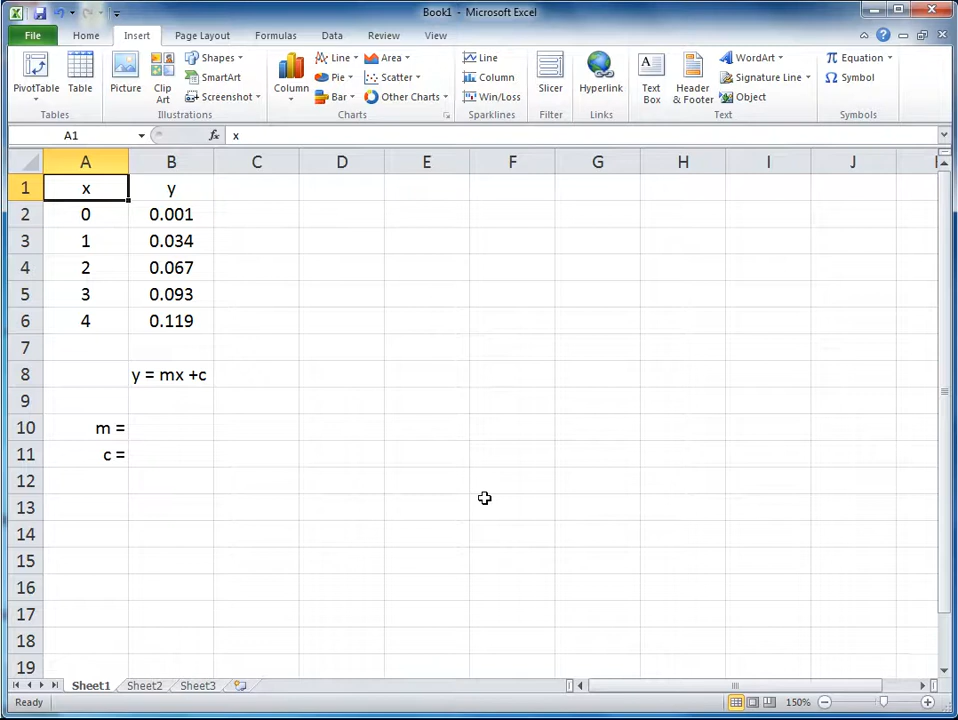 Book1 - Microsoft Excel
File Home Insert Page Layout Formulas Data Review View
PivotTable
Table
Tables
Picture
Clip Art
Shapes
SmartArt
Screenshot
Illustrations
Column
Line
Pie
Bar
Area
Scatter
Other Charts
Charts
Line
Column
Win/Loss
Sparklines
Slicer
Filter
Hyperlink
Links
Text Box
Header & Footer
WordArt
Signature Line
Object
Text
Equation
Symbol
Symbols
A1 fx x
A B C D E F G H I J
1 x y
2 0 0.001
3 1 0.034
4 2 0.067
5 3 0.093
6 4 0.119
7
8 y = mx +c
9
10 m =
11 c =
12
13
14
15
16
17
18
19
Sheet1 Sheet2 Sheet3
Ready 150%